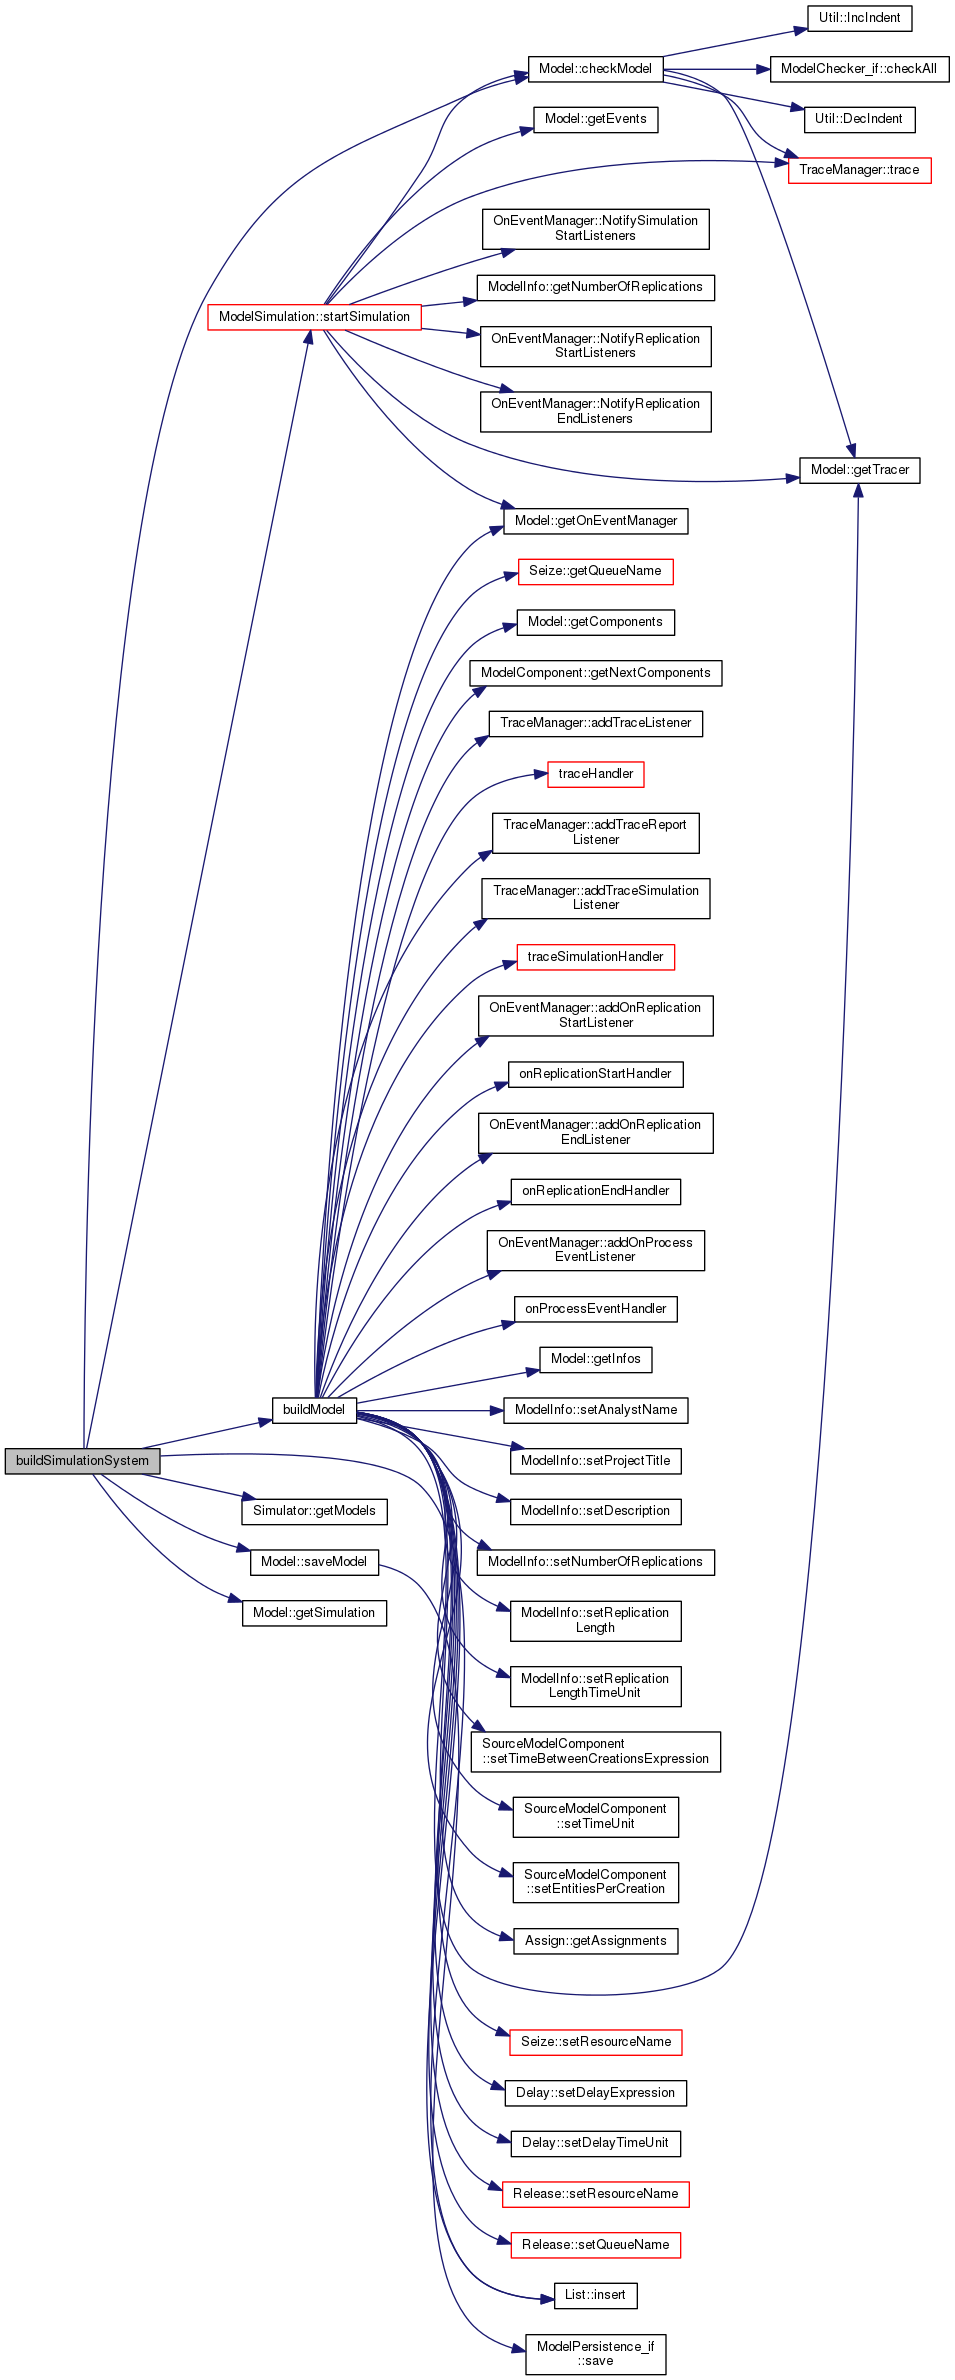 Util::IncIndent
Model::checkModel
ModelChecker_if::checkAll
Model::getEvents
Util::DecIndent
TraceManager::trace
OnEventManager::NotifySimulation
StartListeners
ModelInfo::getNumberOfReplications
ModelSimulation::startSimulation
OnEventManager::NotifyReplication
StartListeners
OnEventManager::NotifyReplication
EndListeners
Model::getTracer
Model::getOnEventManager
Seize::getQueueName
Model::getComponents
ModelComponent::getNextComponents
TraceManager::addTraceListener
traceHandler
TraceManager::addTraceReport
Listener
TraceManager::addTraceSimulation
Listener
traceSimulationHandler
OnEventManager::addOnReplication
StartListener
onReplicationStartHandler
OnEventManager::addOnReplication
EndListener
onReplicationEndHandler
OnEventManager::addOnProcess
EventListener
onProcessEventHandler
Model::getInfos
buildModel
ModelInfo::setAnalystName
buildSimulationSystem
ModelInfo::setProjectTitle
Simulator::getModels
ModelInfo::setDescription
Model::saveModel
ModelInfo::setNumberOfReplications
Model::getSimulation
ModelInfo::setReplication
Length
ModelInfo::setReplication
LengthTimeUnit
SourceModelComponent
::setTimeBetweenCreationsExpression
SourceModelComponent
::setTimeUnit
SourceModelComponent
::setEntitiesPerCreation
Assign::getAssignments
Seize::setResourceName
Delay::setDelayExpression
Delay::setDelayTimeUnit
Release::setResourceName
Release::setQueueName
List::insert
ModelPersistence_if
::save